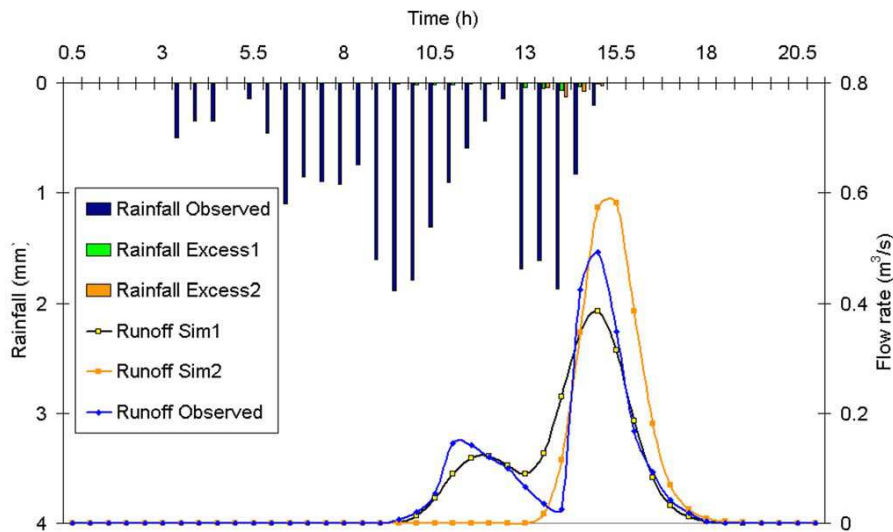 Time (h)
0.5 3 5.5 8 10.5 13 15.5 18 20.5
0 0.8
1 0.6
2 0.4
3 0.2
4 0
Rainfall (mm)
Flow rate (m³/s)
Rainfall Observed
Rainfall Excess1
Rainfall Excess2
Runoff Sim1
Runoff Sim2
Runoff Observed